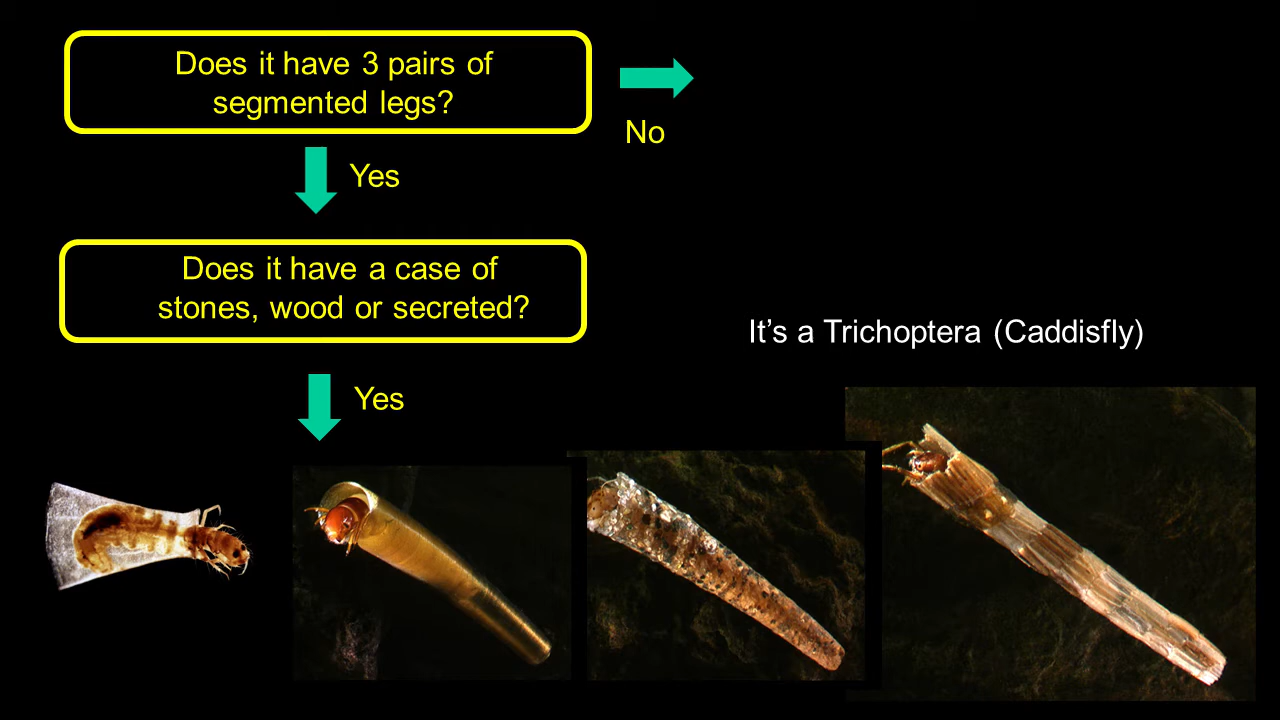 Does it have 3 pairs of
segmented legs?
No
Yes
Does it have a case of
stones, wood or secreted?
It's a Trichoptera (Caddisfly)
Yes